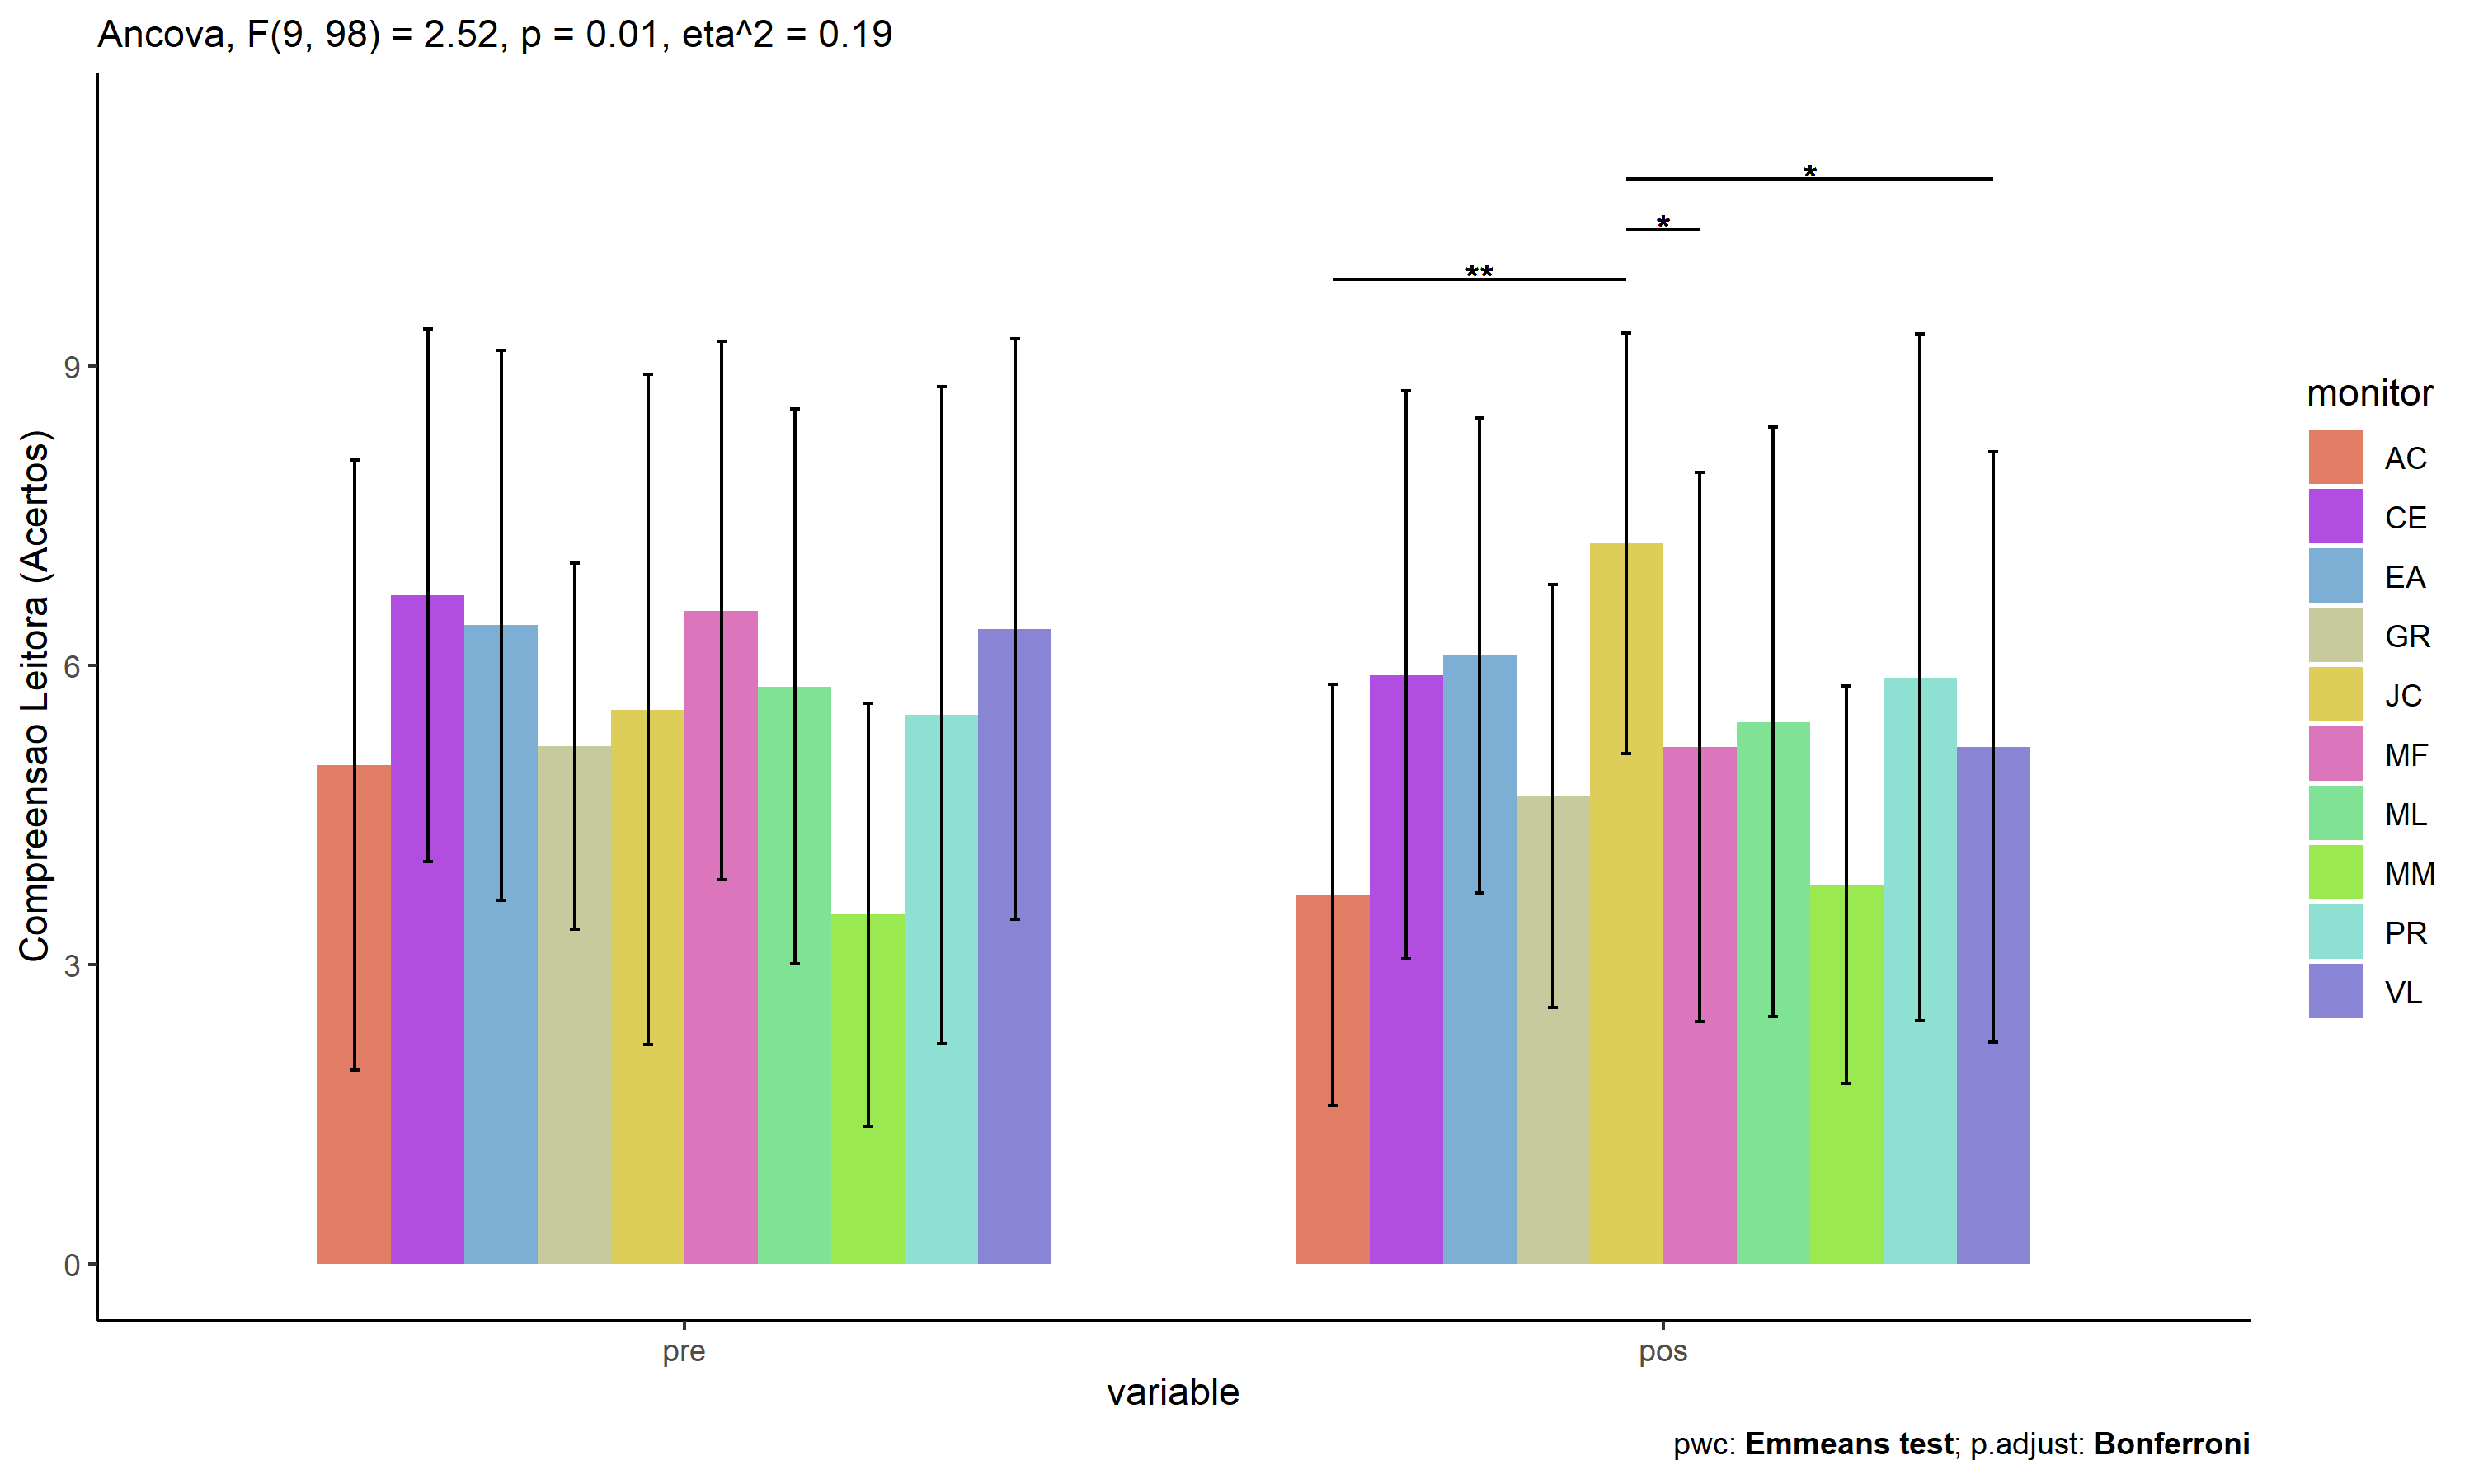 Ancova, F(9, 98) = 2.52, p = 0.01, eta^2 = 0.19
Compreensao Leitora (Acertos)
9
6
3
0
*
*
**
pre
pos
variable
monitor
AC
CE
EA
GR
JC
MF
ML
MM
PR
VL
pwc: Emmeans test; p.adjust: Bonferroni